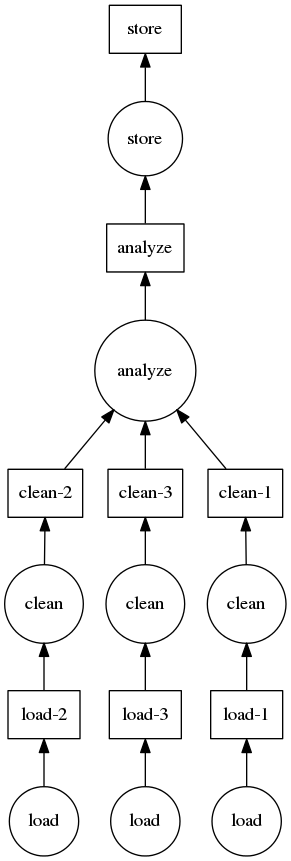 store
store
analyze
analyze
clean-2
clean-3
clean-1
clean
clean
clean
load-2
load-3
load-1
load
load
load